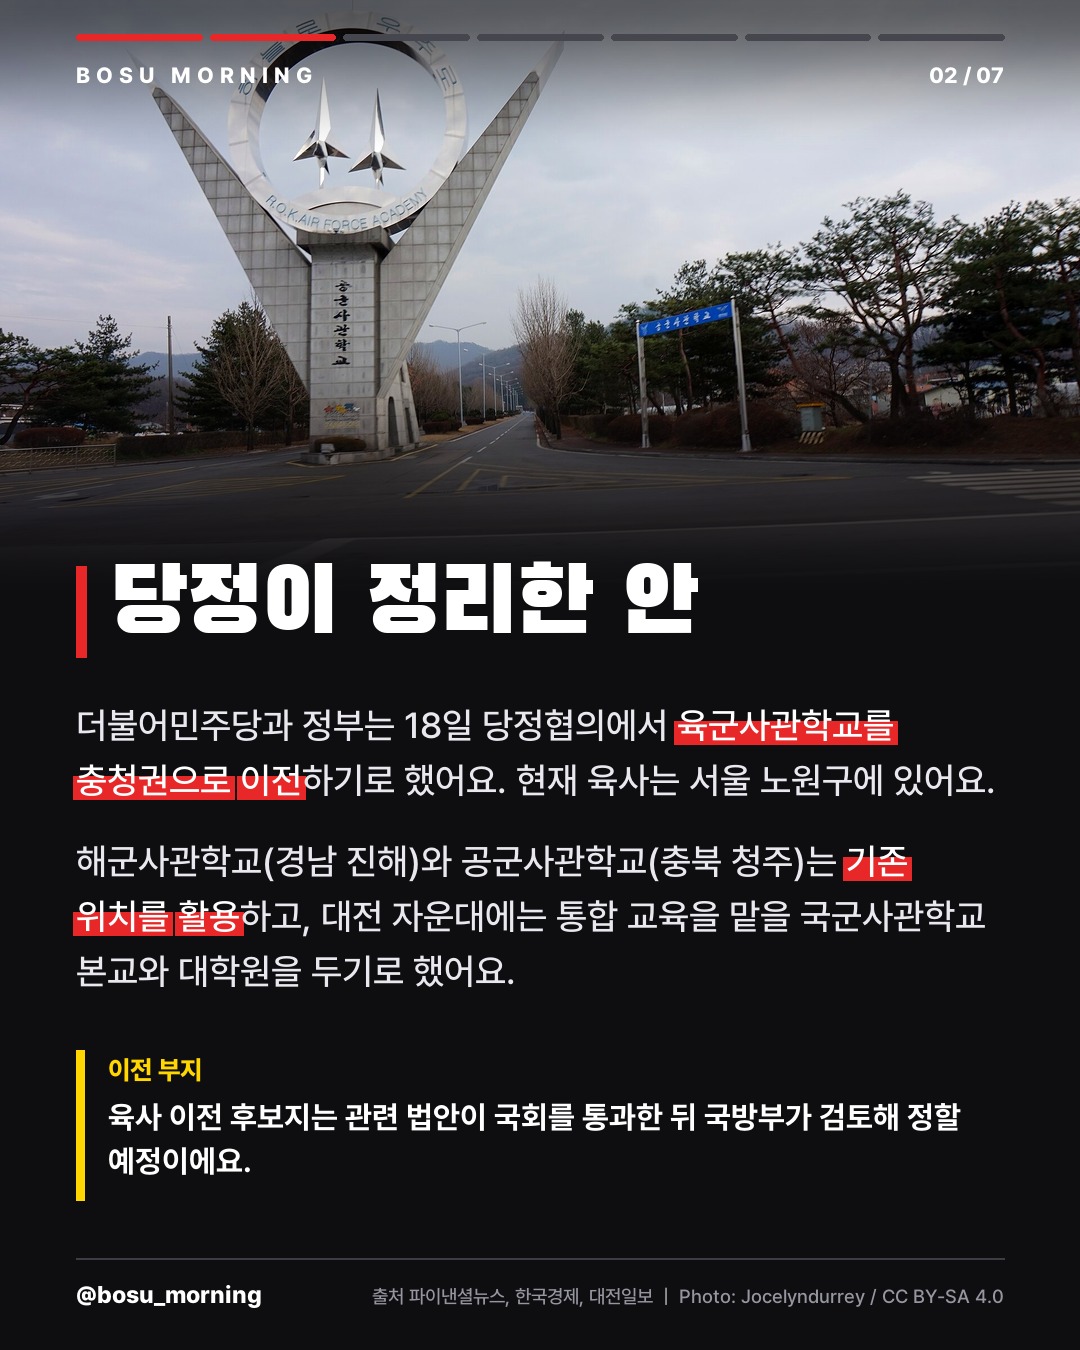 BOSU MORNING
02 / 07
R.O.K. AIR FORCE ACADEMY
공군사관학교
공군사관학교
당정이 정리한 안
더불어민주당과 정부는 18일 당정협의에서 육군사관학교를
충청권으로 이전하기로 했어요. 현재 육사는 서울 노원구에 있어요.
해군사관학교(경남 진해)와 공군사관학교(충북 청주)는 기존
위치를 활용하고, 대전 자운대에는 통합 교육을 맡을 국군사관학교
본교와 대학원을 두기로 했어요.
이전 부지
육사 이전 후보지는 관련 법안이 국회를 통과한 뒤 국방부가 검토해 정할
예정이에요.
@bosu_morning
출처 파이낸셜뉴스, 한국경제, 대전일보 | Photo: Jocelyndurrey / CC BY-SA 4.0